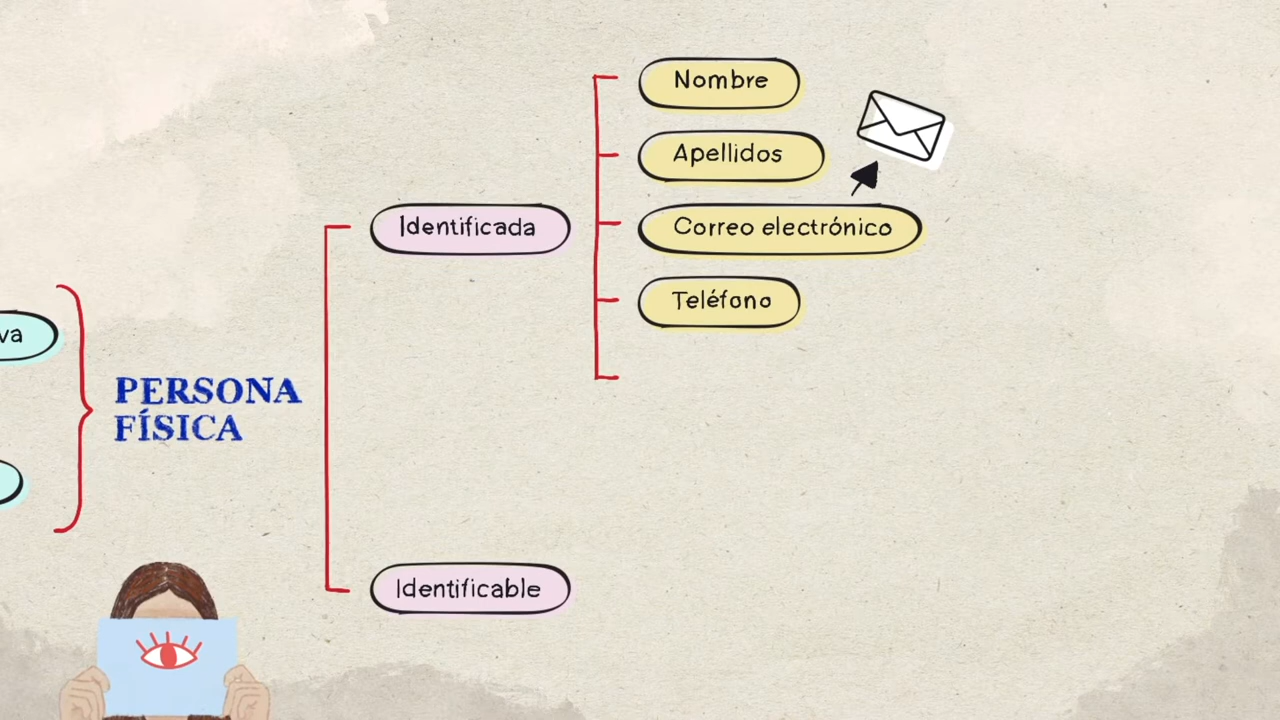 Nombre
Apellidos
Identificada
Correo electrónico
Teléfono
va
PERSONA
FÍSICA
Identificable